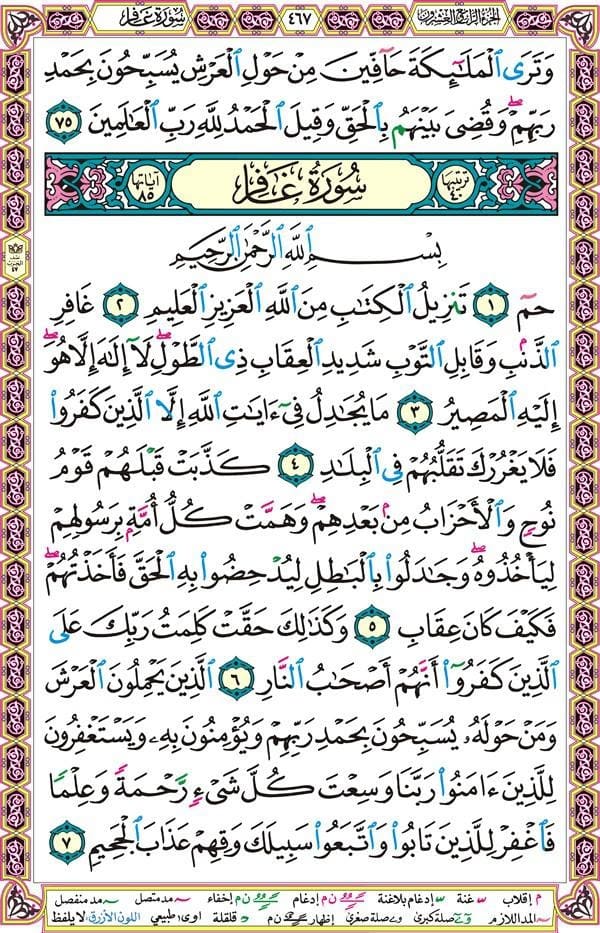 الجزء الرابع والعشرون
٤٦٧
سورة غافر
وَتَرَى ٱلْمَلَٰٓئِكَةَ حَآفِّينَ مِنْ حَوْلِ ٱلْعَرْشِ يُسَبِّحُونَ بِحَمْدِ
رَبِّهِمْ ۖ وَقُضِىَ بَيْنَهُم بِٱلْحَقِّ وَقِيلَ ٱلْحَمْدُ لِلَّهِ رَبِّ ٱلْعَٰلَمِينَ ٧٥
ترتيبها ٤٠
سُورَةُ غَافِر
آياتها ٨٥
بِسْمِ ٱللَّهِ ٱلرَّحْمَٰنِ ٱلرَّحِيمِ
حمٓ ١ تَنزِيلُ ٱلْكِتَٰبِ مِنَ ٱللَّهِ ٱلْعَزِيزِ ٱلْعَلِيمِ ٢ غَافِرِ
ٱلذَّنۢبِ وَقَابِلِ ٱلتَّوْبِ شَدِيدِ ٱلْعِقَابِ ذِى ٱلطَّوْلِ ۖ لَآ إِلَٰهَ إِلَّا هُوَ ۖ
إِلَيْهِ ٱلْمَصِيرُ ٣ مَا يُجَٰدِلُ فِىٓ ءَايَٰتِ ٱللَّهِ إِلَّا ٱلَّذِينَ كَفَرُوا۟
فَلَا يَغْرُرْكَ تَقَلُّبُهُمْ فِى ٱلْبِلَٰدِ ٤ كَذَّبَتْ قَبْلَهُمْ قَوْمُ
نُوحٍ وَٱلْأَحْزَابُ مِنۢ بَعْدِهِمْ ۖ وَهَمَّتْ كُلُّ أُمَّةٍۭ بِرَسُولِهِمْ
لِيَأْخُذُوهُ ۖ وَجَٰدَلُوا۟ بِٱلْبَٰطِلِ لِيُدْحِضُوا۟ بِهِ ٱلْحَقَّ فَأَخَذْتُهُمْ ۖ
فَكَيْفَ كَانَ عِقَابِ ٥ وَكَذَٰلِكَ حَقَّتْ كَلِمَتُ رَبِّكَ عَلَى
ٱلَّذِينَ كَفَرُوٓا۟ أَنَّهُمْ أَصْحَٰبُ ٱلنَّارِ ٦ ٱلَّذِينَ يَحْمِلُونَ ٱلْعَرْشَ
وَمَنْ حَوْلَهُۥ يُسَبِّحُونَ بِحَمْدِ رَبِّهِمْ وَيُؤْمِنُونَ بِهِۦ وَيَسْتَغْفِرُونَ
لِلَّذِينَ ءَامَنُوا۟ رَبَّنَا وَسِعْتَ كُلَّ شَىْءٍ رَّحْمَةً وَعِلْمًا
فَٱغْفِرْ لِلَّذِينَ تَابُوا۟ وَٱتَّبَعُوا۟ سَبِيلَكَ وَقِهِمْ عَذَابَ ٱلْجَحِيمِ ٧
م إقلاب غنة إدغام بلاغنة ن م إدغام ن م إخفاء مد متصل مد منفصل
المد اللازم صلة كبرى صلة صغرى إظهار ن م قلقلة اوى؛ طبيعي اللون الأزرق؛ لا يلفظ